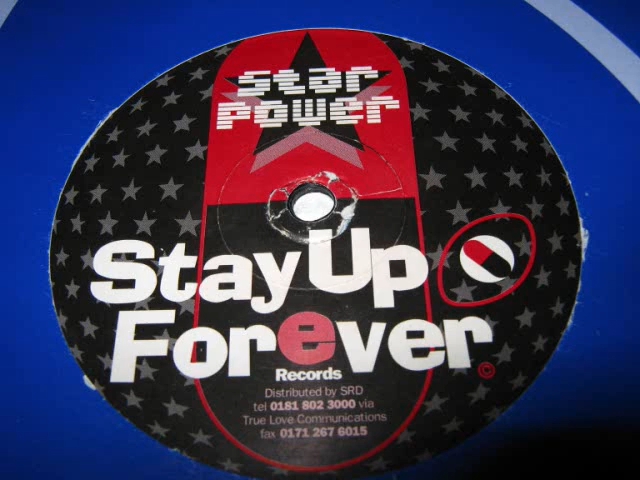 star
power
Stay Up
Forever
©
Records
Distributed by SRD
tel 0181 802 3000 via
True Love Communications
fax 0171 267 6015